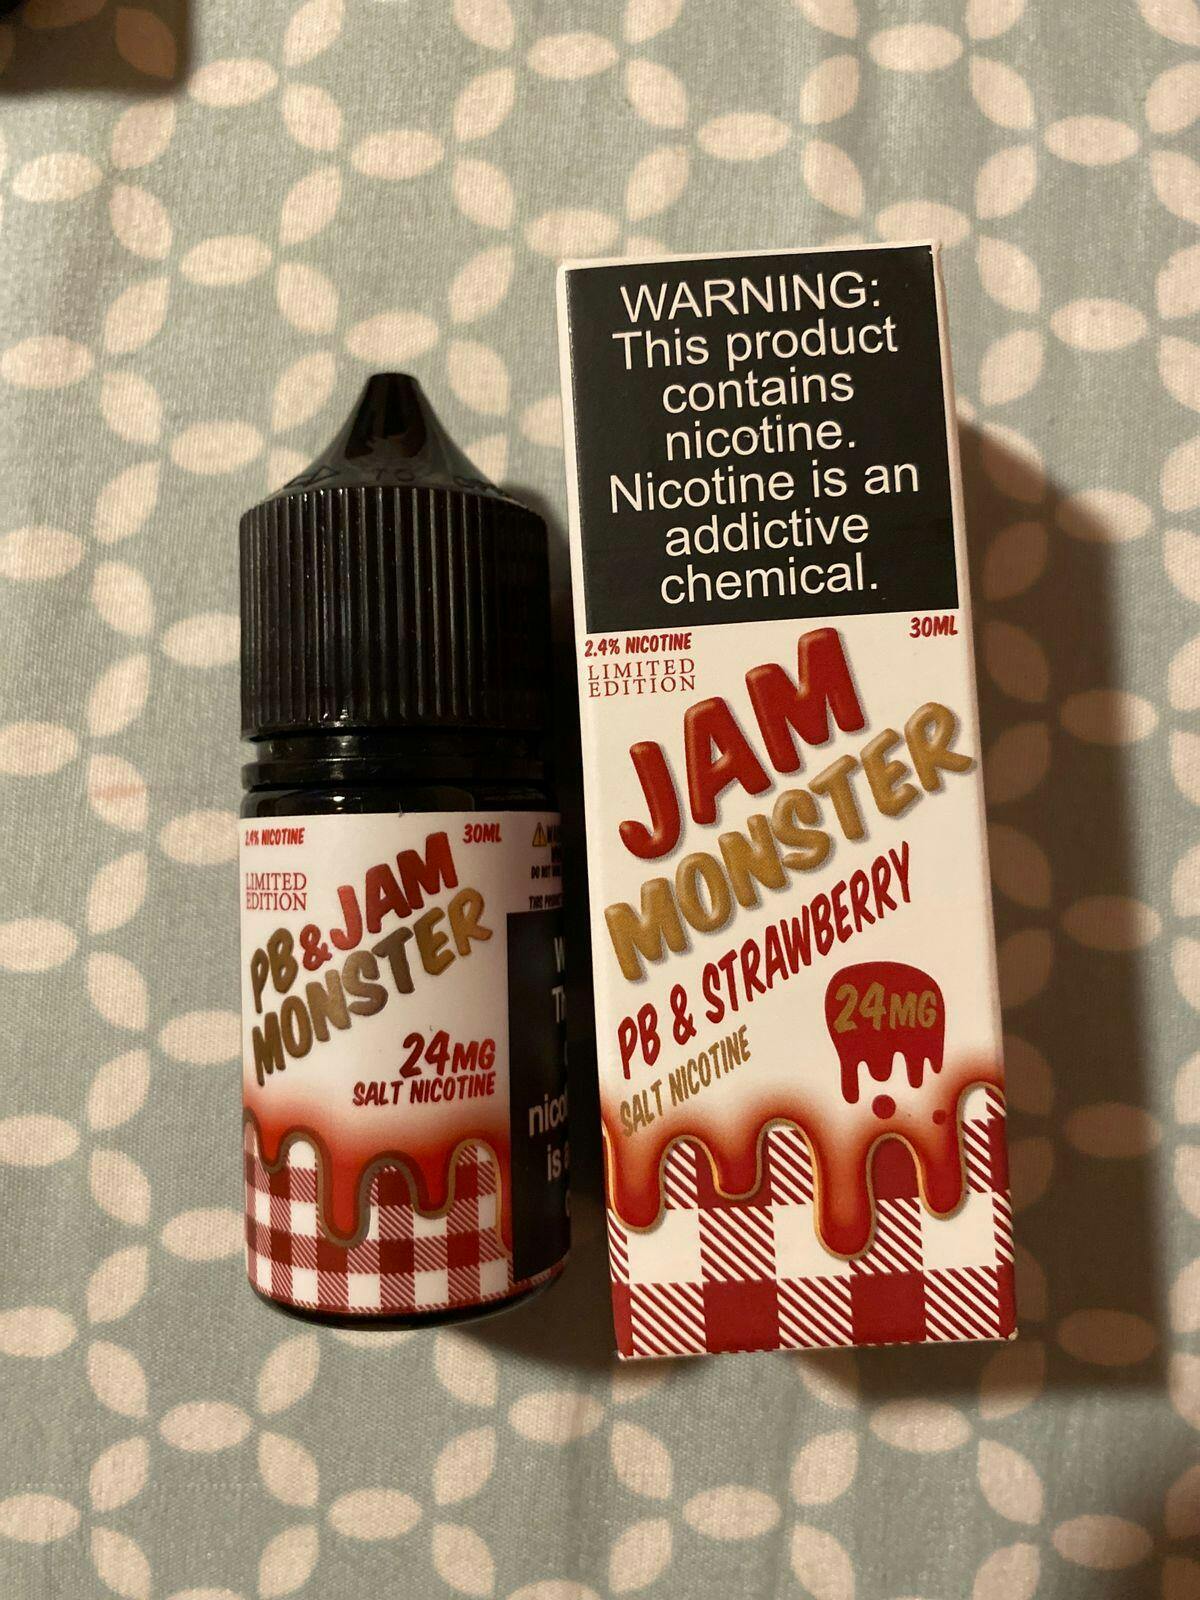 2.4% NICOTINE
30ML
LIMITED
EDITION
PB & JAM
MONSTER
24MG
SALT NICOTINE
WARNING:
This product
contains
nicotine.
Nicotine is an
addictive
chemical.
2.4% NICOTINE
30ML
LIMITED
EDITION
JAM
MONSTER
PB & STRAWBERRY
24MG
SALT NICOTINE